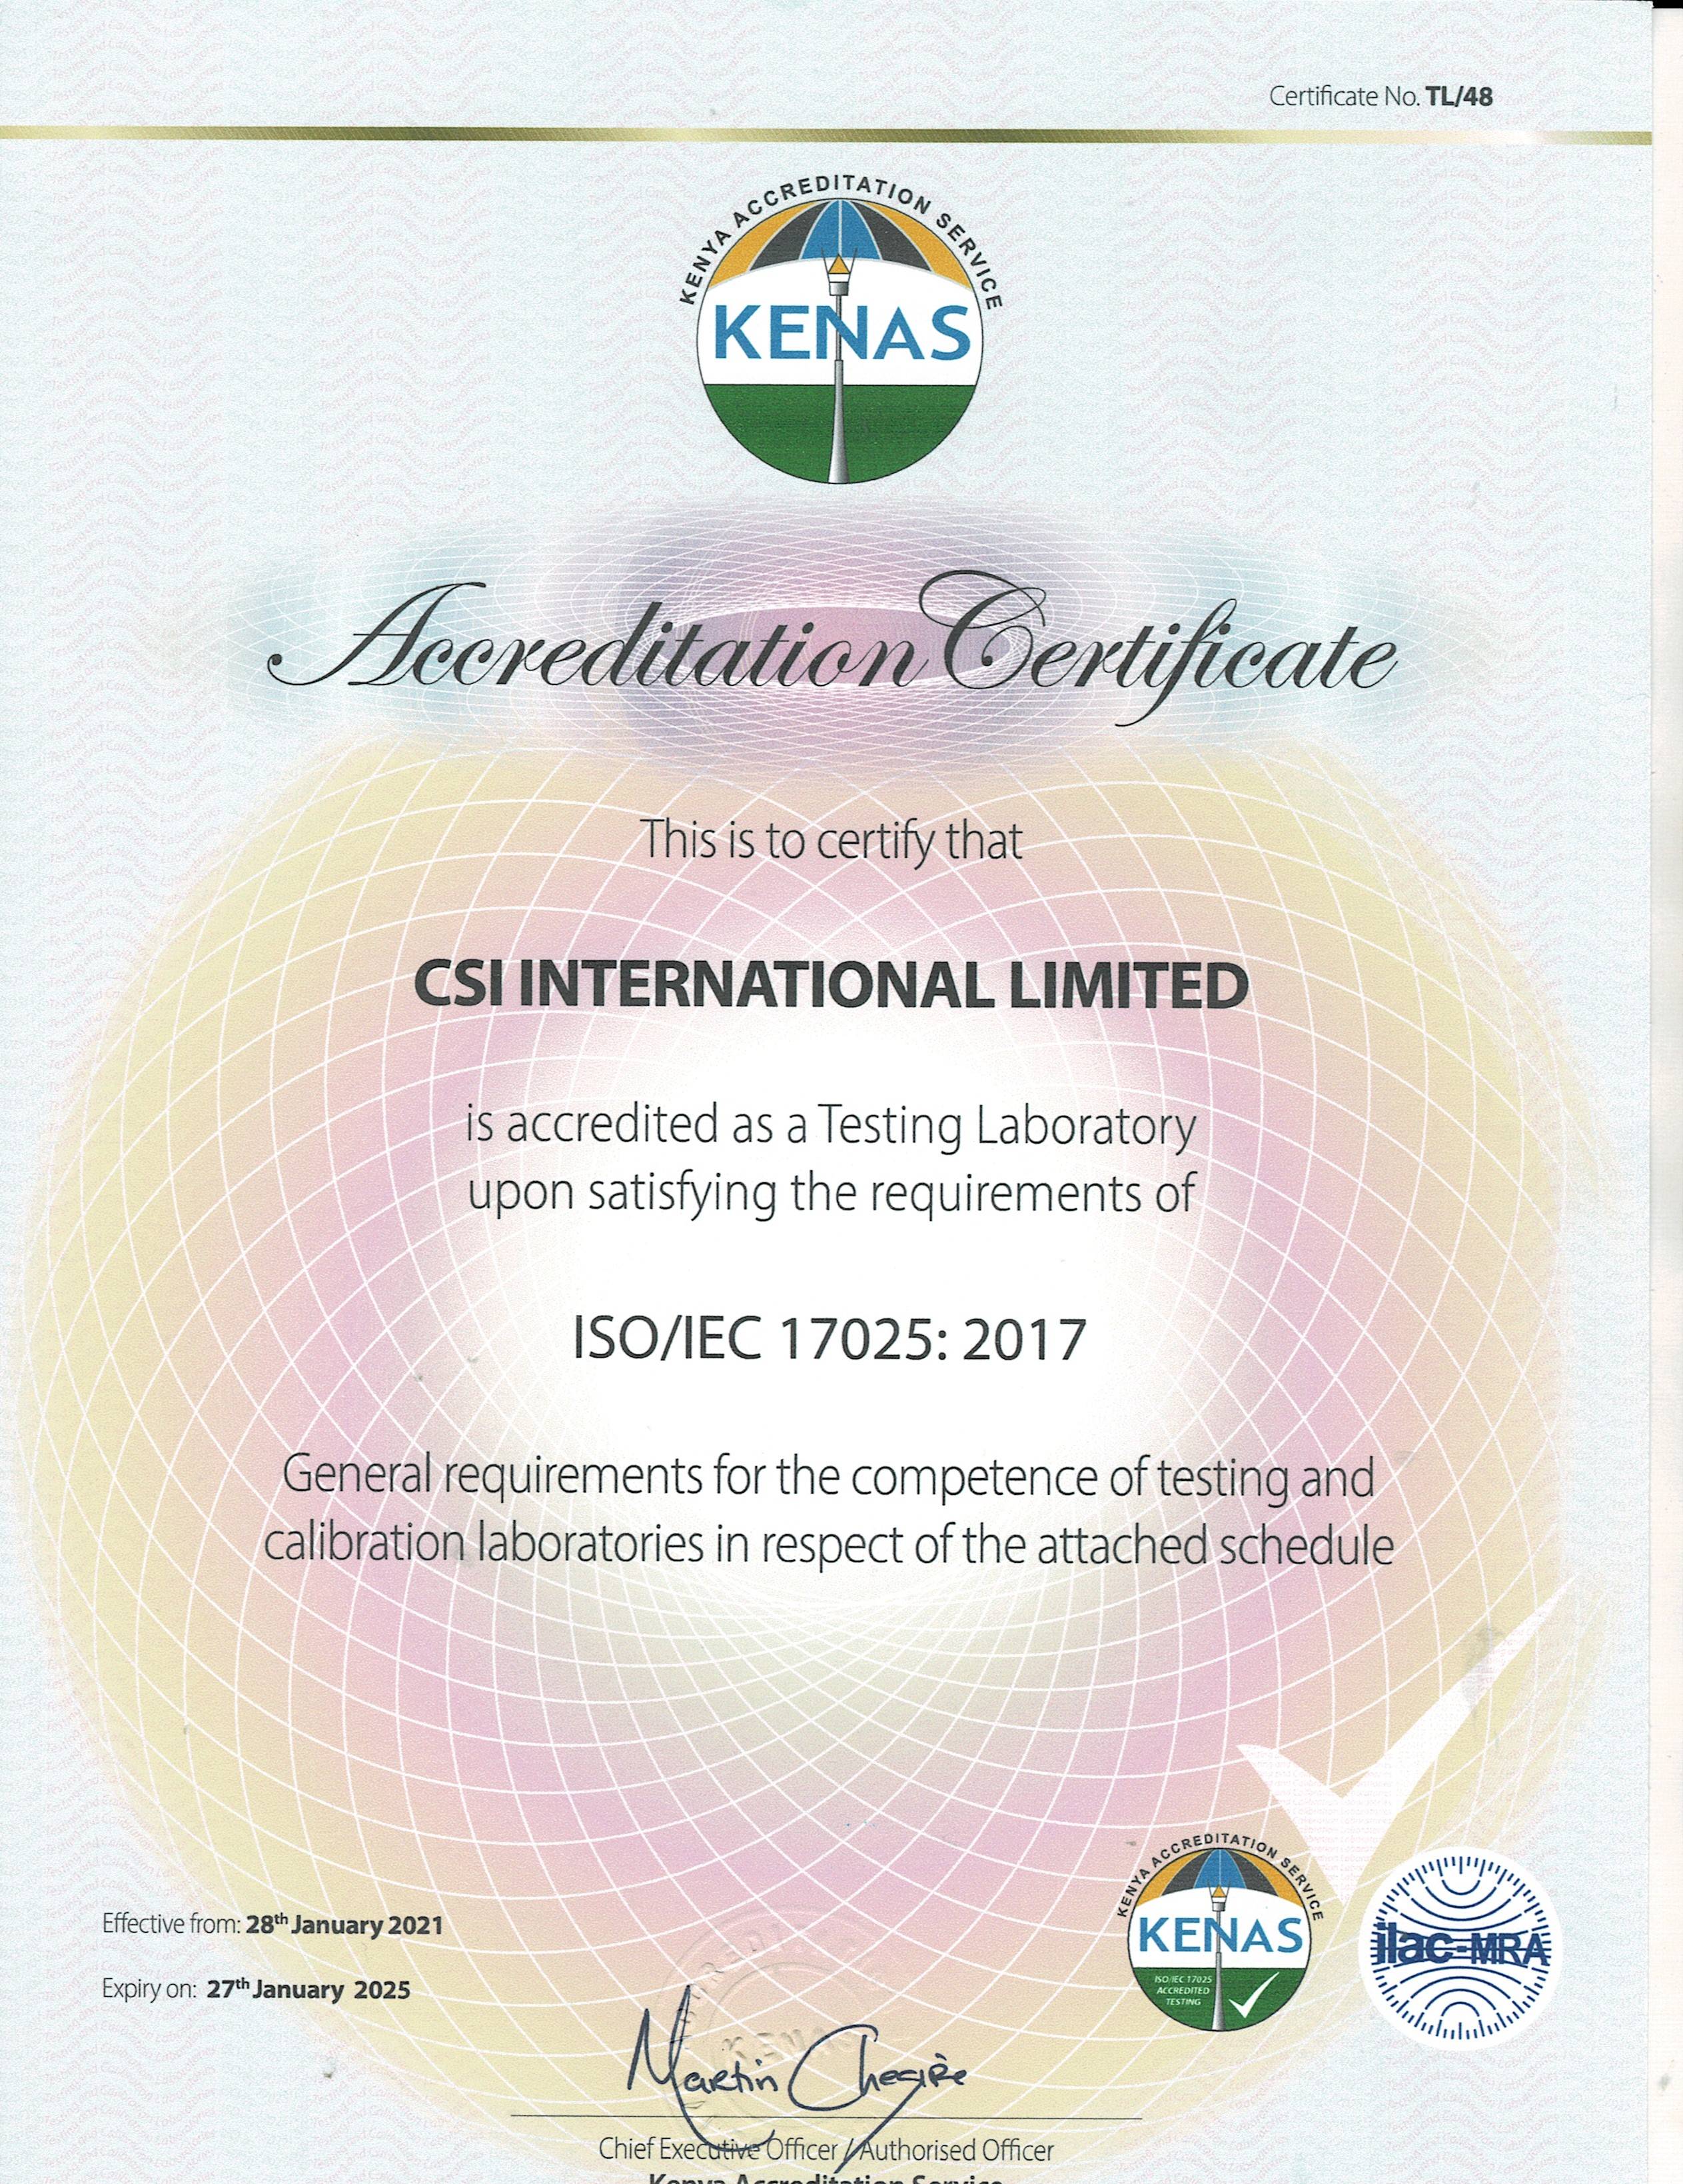 Certificate No. TL/48
KENYA ACCREDITATION SERVICE
KENAS
Accreditation Certificate
This is to certify that
CSI INTERNATIONAL LIMITED
is accredited as a Testing Laboratory
upon satisfying the requirements of
ISO/IEC 17025: 2017
General requirements for the competence of testing and
calibration laboratories in respect of the attached schedule
KENYA ACCREDITATION SERVICE
KENAS
ISO/IEC 17025
ACCREDITED
TESTING
ilac-MRA
Effective from: 28th January 2021
Expiry on: 27th January 2025
KENAS
Martin Chesire
Chief Executive Officer / Authorised Officer
Kenya Accreditation Service